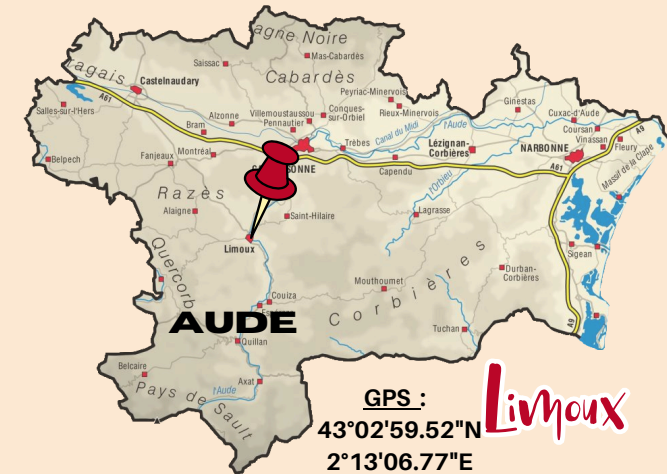 agne Noire
Saissac
Mas-Cabardès
ragais
Castelnaudary
Cabardès
A61
Peyriac-Minervois
Salles-sur-l'Hers
Alzonne
Villemoustaussou
Conques-
sur-Orbiel
Rieux-Minervois
Ginestas
Cuxac-d'Aude
A9
Bram
Pennautier
Canal du Midi
l'Aude
Coursan
Vinassan
Belpech
Fanjeaux
Montréal
Trèbes
Lézignan-
Corbières
NARBONNE
Fleury
SONNE
Capendu
A61
Massif de la Clape
Razès
l'Orbieu
Alaigne
Saint-Hilaire
Lagrasse
Limoux
Quercorb
Sigean
Durban-
Corbières
Couiza
Mouthoumet
Corbières
AUDE
A9
Quillan
Tuchan
Belcaire
Axat
l'Aude
Pays de Sault
GPS :
43°02'59.52"N
2°13'06.77"E
Limoux